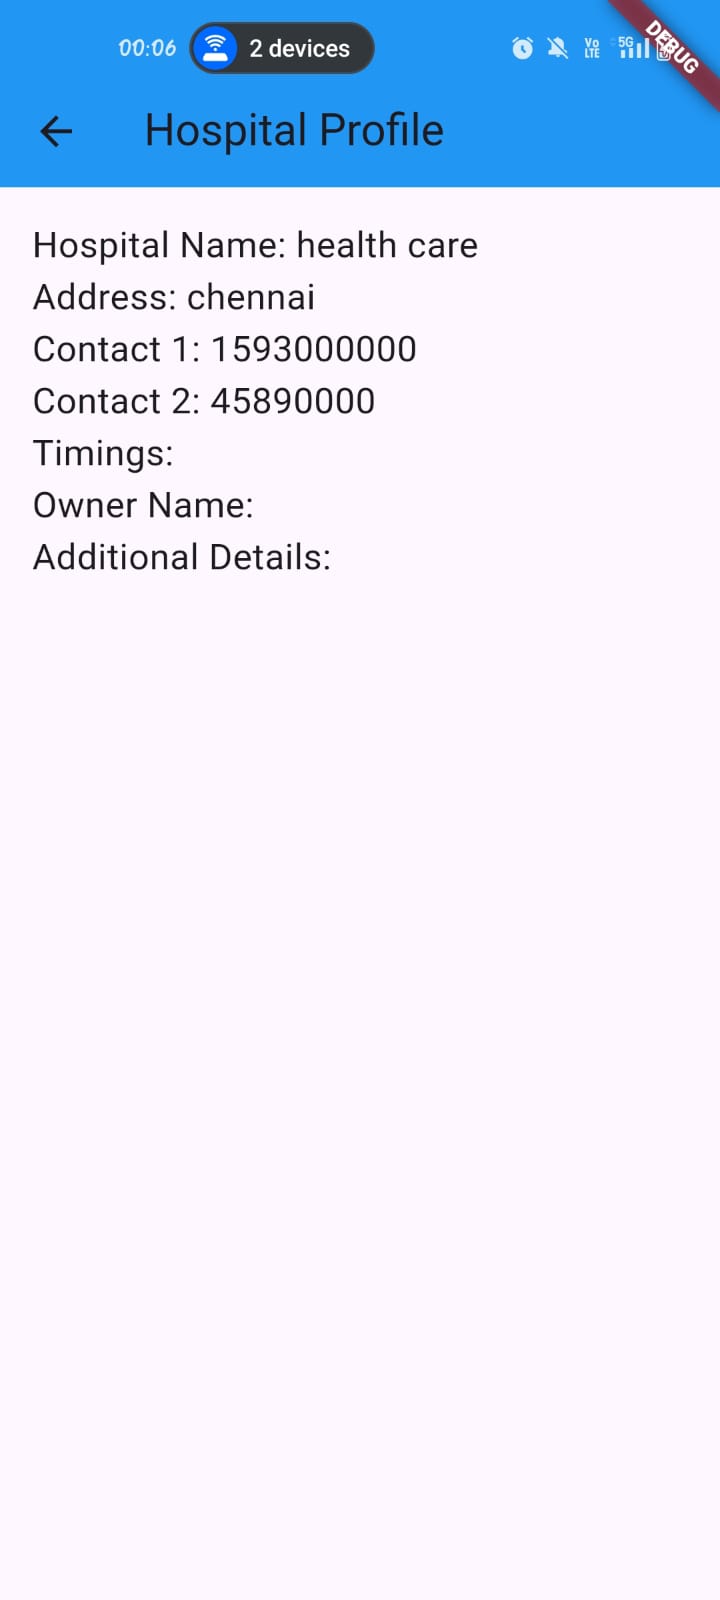 00:06 2 devices Vo LTE 5G DEBUG
Hospital Profile
Hospital Name: health care
Address: chennai
Contact 1: 1593000000
Contact 2: 45890000
Timings:
Owner Name:
Additional Details: